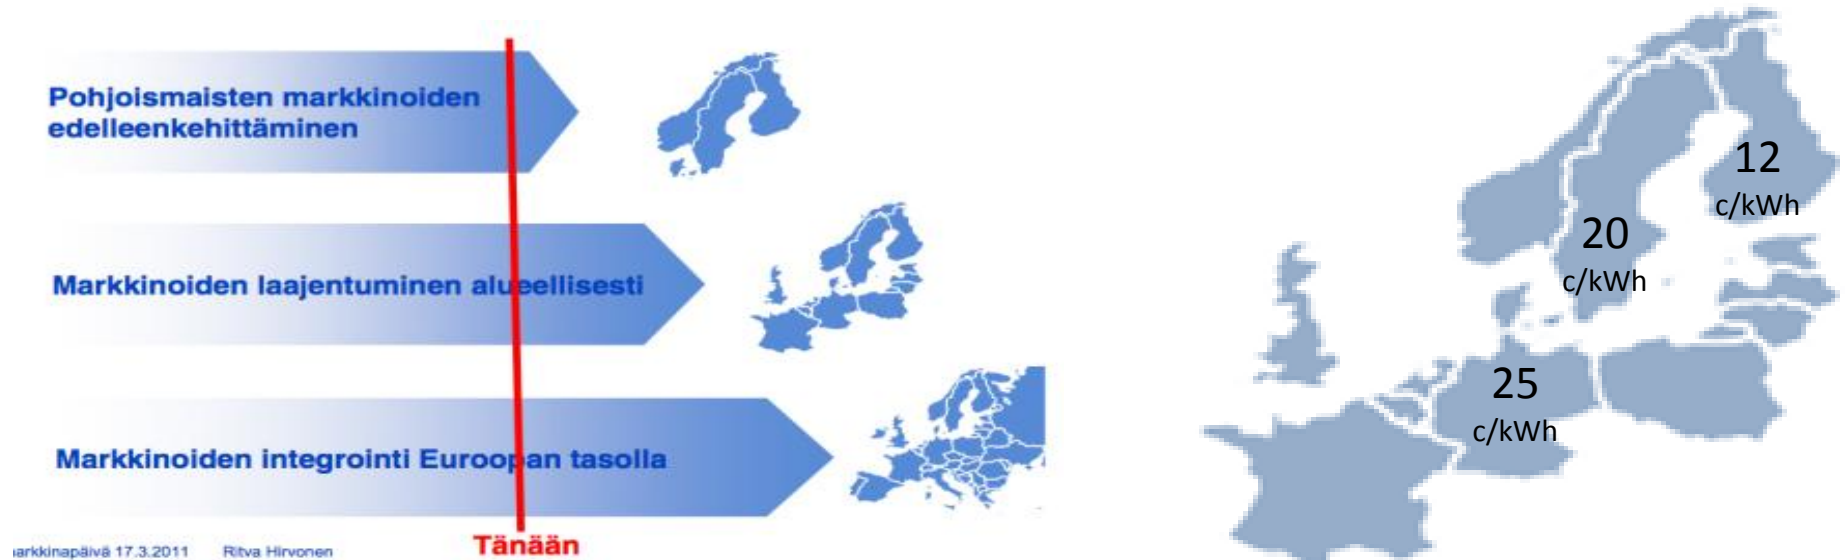 Pohjoismaisten markkinoiden
edelleenkehittäminen
Markkinoiden laajentuminen alueellisesti
Markkinoiden integrointi Euroopan tasolla
arkkinapäivä 17.3.2011 Ritva Hirvonen
Tänään
12
c/kWh
20
c/kWh
25
c/kWh